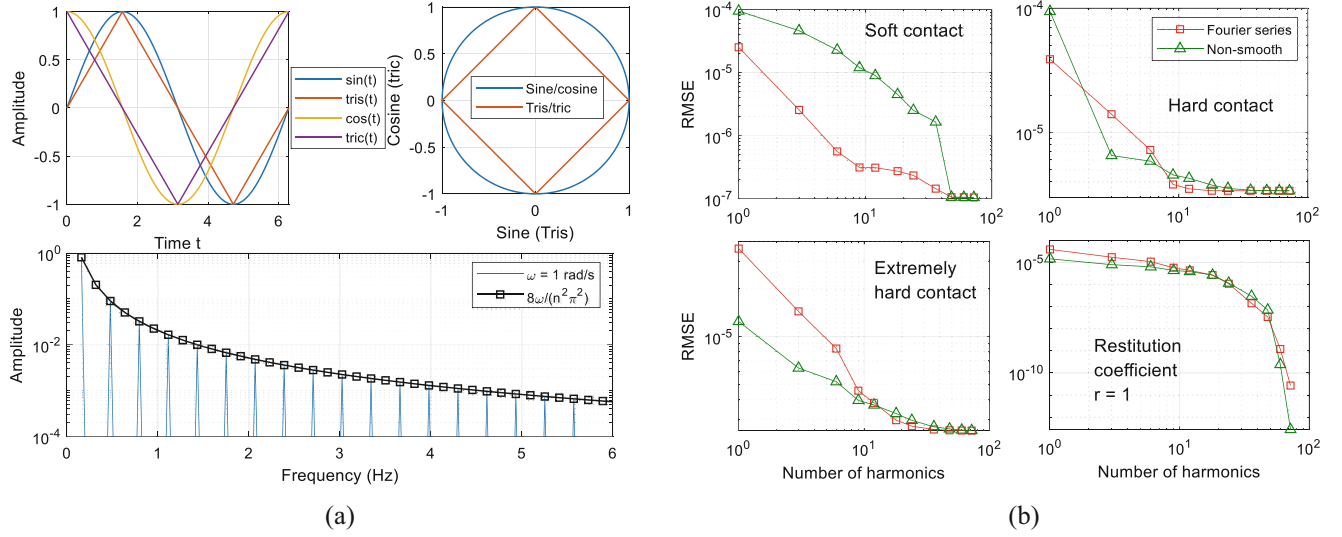 1
0.5
0
-0.5
-1
Amplitude
0 2 4 6
Time t
sin(t)
tris(t)
cos(t)
tric(t)
1
0.5
0
-0.5
-1
Cosine (tric)
-1 0 1
Sine (Tris)
Sine/cosine
Tris/tric
10^0
10^-2
10^-4
Amplitude
0 1 2 3 4 5 6
Frequency (Hz)
ω = 1 rad/s
8ω/(n²π²)
(a)
10^-4
10^-5
10^-6
10^-7
RMSE
Soft contact
10^0 10^1 10^2
10^-4
10^-5
Fourier series
Non-smooth
Hard contact
10^0 10^1 10^2
10^-5
RMSE
Extremely
hard contact
10^0 10^1 10^2
Number of harmonics
10^-5
10^-10
Restitution
coefficient
r = 1
10^0 10^1 10^2
Number of harmonics
(b)